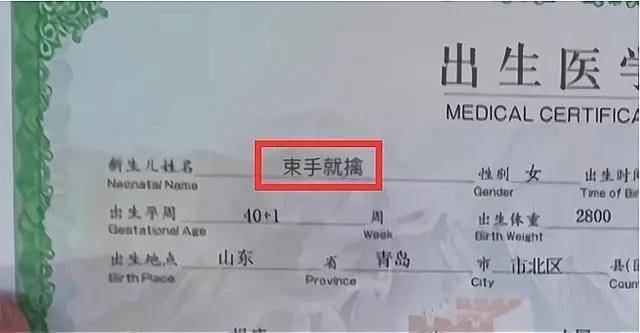 出生医学
MEDICAL CERTIFICA
新生儿姓名 束手就擒 性别 女 出生时间
Neonatal Name Gender Time of Bir
出生孕周 40+1 周 出生体重 2800
Gestational Age Week Birth Weight
出生地点 山东 省 青岛 市 市北区 县(区
Birth Place Province City Coun